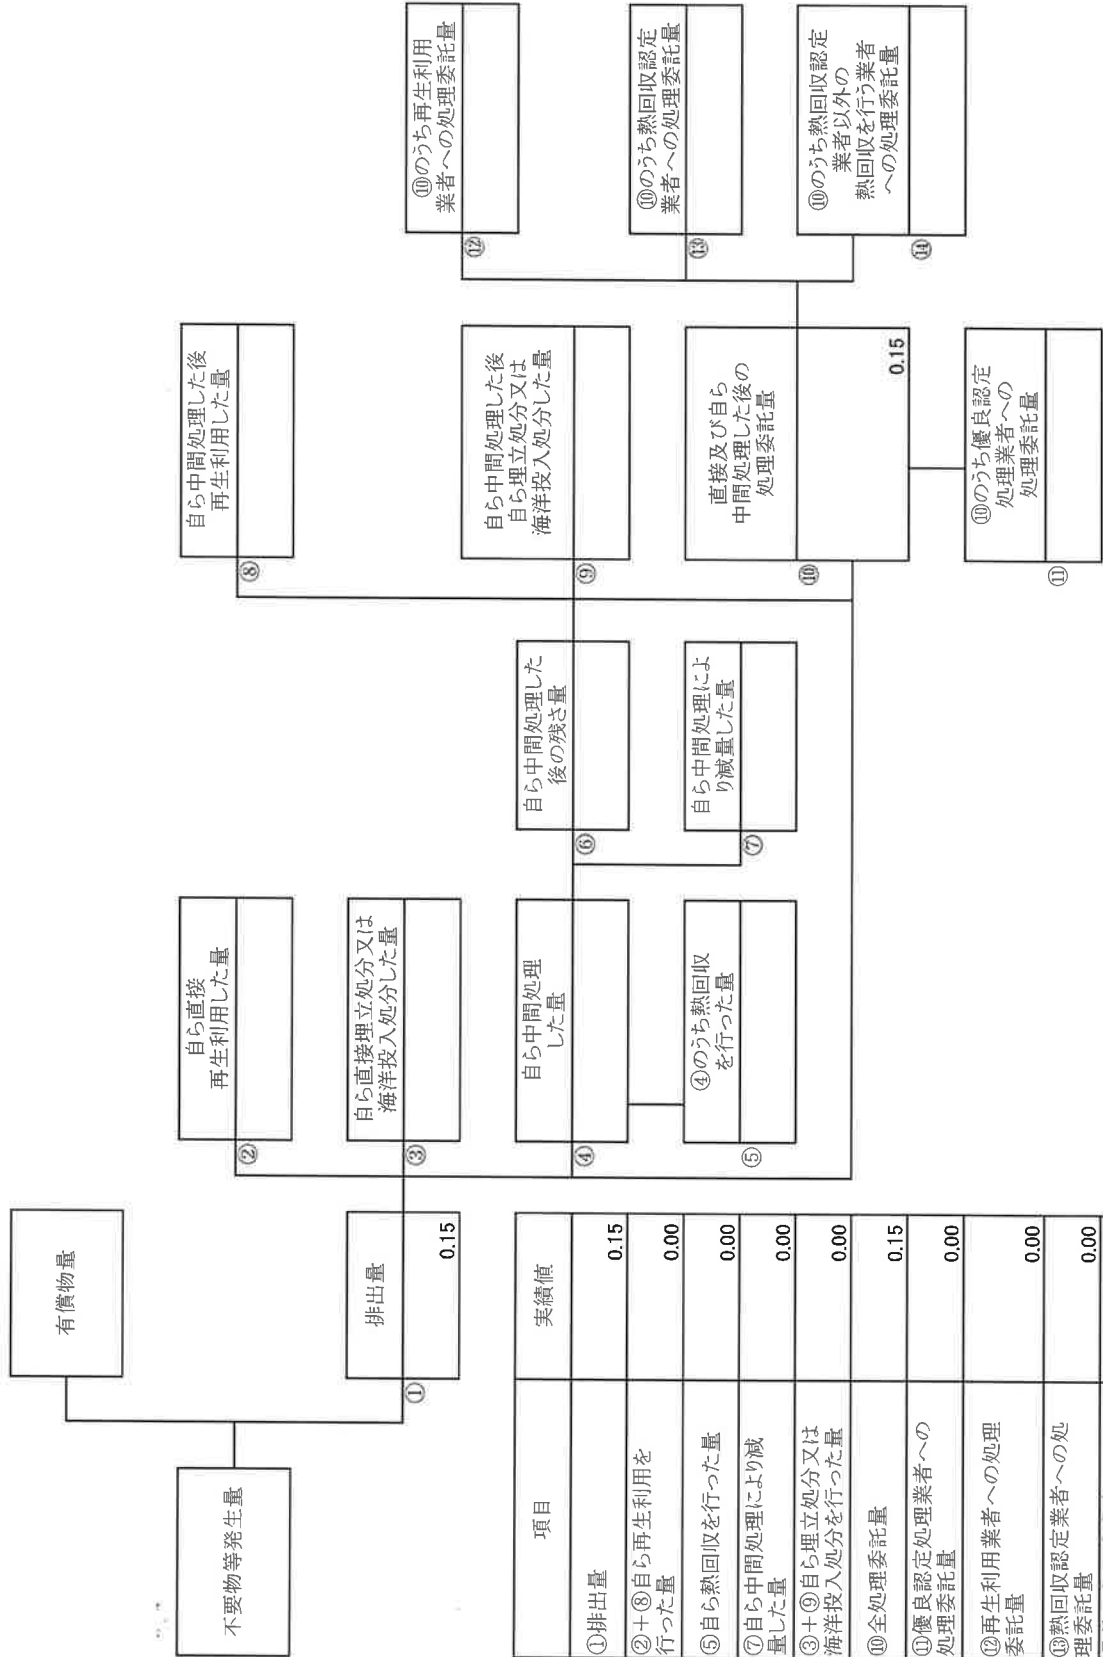 不要物等発生量
有償物量
①
排出量
0.15
②
自ら直接
再生利用した量
③
自ら直接埋立処分又は
海洋投入処分した量
④
自ら中間処理
した量
⑤
④のうち熱回収
を行った量
⑥
自ら中間処理した
後の残さ量
⑦
自ら中間処理によ
り減量した量
⑧
自ら中間処理した後
再生利用した量
⑨
自ら中間処理した後
自ら埋立処分又は
海洋投入処分した量
⑩
直接及び自ら
中間処理した後の
処理委託量
0.15
⑪
⑩のうち優良認定
処理業者への
処理委託量
⑫
⑩のうち再生利用
業者への処理委託量
⑬
⑩のうち熱回収認定
業者への処理委託量
⑭
⑩のうち熱回収認定
業者以外の
熱回収を行う業者
への処理委託量
項目 実績値
①排出量 0.15
②+⑧自ら再生利用を
行った量 0.00
⑤自ら熱回収を行った量 0.00
⑦自ら中間処理により減
量した量 0.00
③+⑨自ら埋立処分又は
海洋投入処分を行った量 0.00
⑩全処理委託量 0.15
⑪優良認定処理業者への
処理委託量 0.00
⑫再生利用業者への処理
委託量 0.00
⑬熱回収認定業者への処
理委託量 0.00